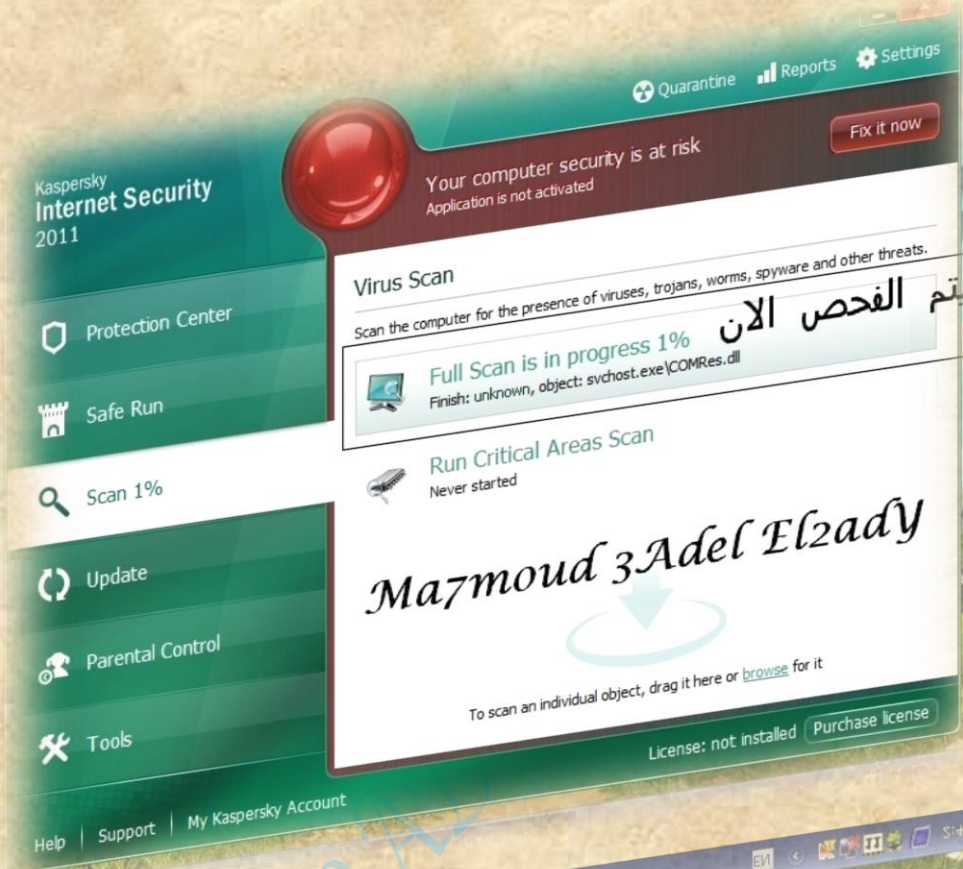 Quarantine
Reports
Settings
Kaspersky
Internet Security
2011
Your computer security is at risk
Application is not activated
Fix it now
Protection Center
Safe Run
Scan 1%
Update
Parental Control
Tools
Virus Scan
Scan the computer for the presence of viruses, trojans, worms, spyware and other threats.
يتم الفحص الان
Full Scan is in progress 1%
Finish: unknown, object: svchost.exe\COMRes.dll
Run Critical Areas Scan
Never started
Ma7moud 3Adel El2adY
To scan an individual object, drag it here or browse for it
License: not installed
Purchase license
Help | Support | My Kaspersky Account
EN